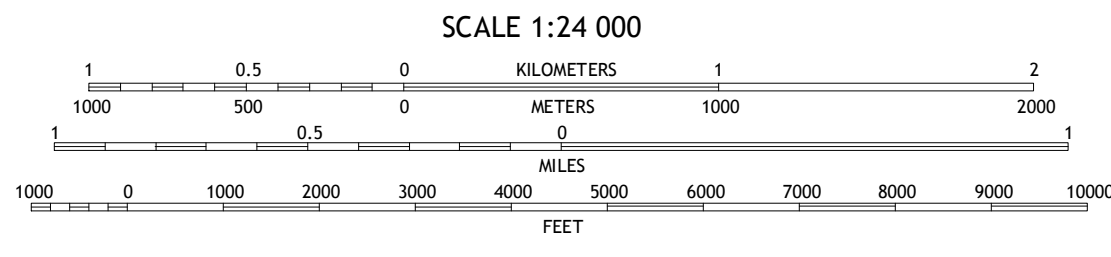 SCALE 1:24 000
1 0.5 0 KILOMETERS 1 2
1000 500 0 METERS 1000 2000
1 0.5 0 1
MILES
1000 0 1000 2000 3000 4000 5000 6000 7000 8000 9000 10000
FEET